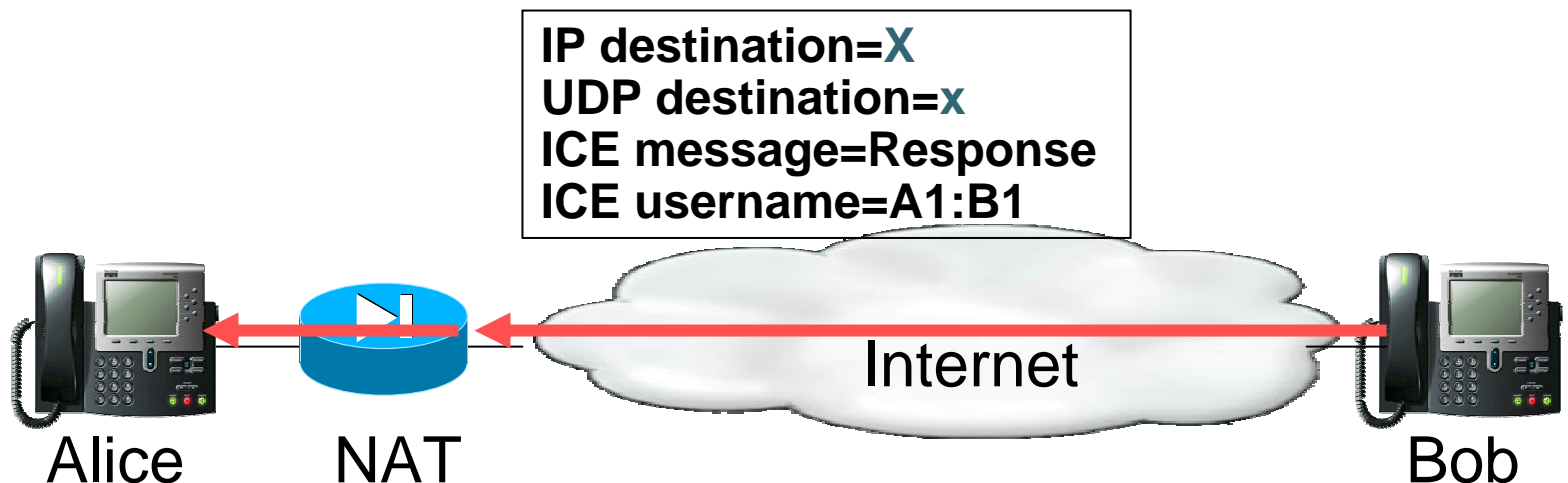 IP destination=X
UDP destination=x
ICE message=Response
ICE username=A1:B1
Internet
Alice
NAT
Bob